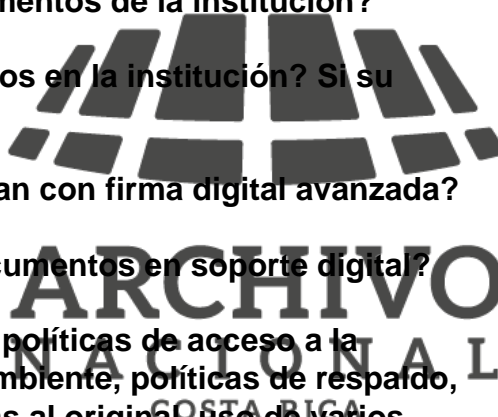 mentos de la institución?
os en la institución? Si su
an con firma digital avanzada?
cumentos en soporte digital?
ARCHIVO
políticas de acceso a la
NACIONAL
mbiente, políticas de respaldo,
COSTA RICA
as al original, uso de varios